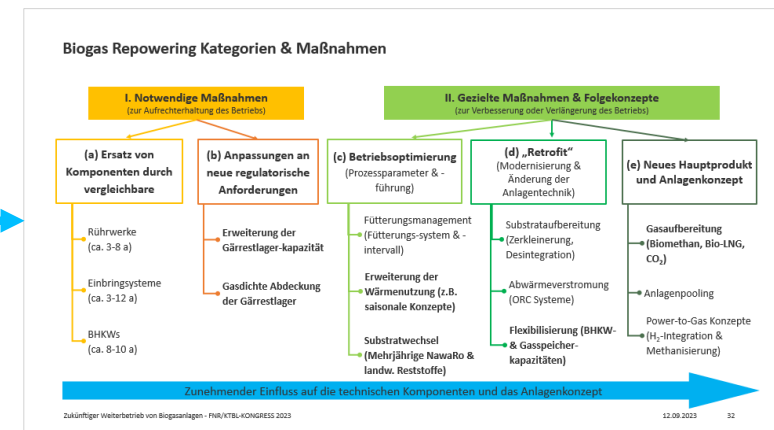 Biogas Repowering Kategorien & Maßnahmen
I. Notwendige Maßnahmen
(zur Aufrechterhaltung des Betriebs)
II. Gezielte Maßnahmen & Folgekonzepte
(zur Verbesserung oder Verlängerung des Betriebs)
(a) Ersatz von
Komponenten durch
vergleichbare
Rührwerke
(ca. 3-8 a)
Einbringsysteme
(ca. 3-12 a)
BHKWs
(ca. 8-10 a)
(b) Anpassungen an
neue regulatorische
Anforderungen
Erweiterung der
Gärrestlager-kapazität
Gasdichte Abdeckung
der Gärrestlager
(c) Betriebsoptimierung
(Prozessparameter & -
führung)
Fütterungsmanagement
(Fütterungs-system & -
intervall)
Erweiterung der
Wärmenutzung (z.B.
saisonale Konzepte)
Substratwechsel
(Mehrjährige NawaRo &
landw. Reststoffe)
(d) „Retrofit“
(Modernisierung &
Änderung der
Anlagentechnik)
Substrataufbereitung
(Zerkleinerung,
Desintegration)
Abwärmeverstromung
(ORC Systeme)
Flexibilisierung (BHKW-
& Gasspeicher-
kapazitäten)
(e) Neues Hauptprodukt
und Anlagenkonzept
Gasaufbereitung
(Biomethan, Bio-LNG,
CO₂)
Anlagenpooling
Power-to-Gas Konzepte
(H₂-Integration &
Methanisierung)
Zunehmender Einfluss auf die technischen Komponenten und das Anlagenkonzept
Zukünftiger Weiterbetrieb von Biogasanlagen - FNR/KTBL-KONGRESS 2023
12.09.2023
32